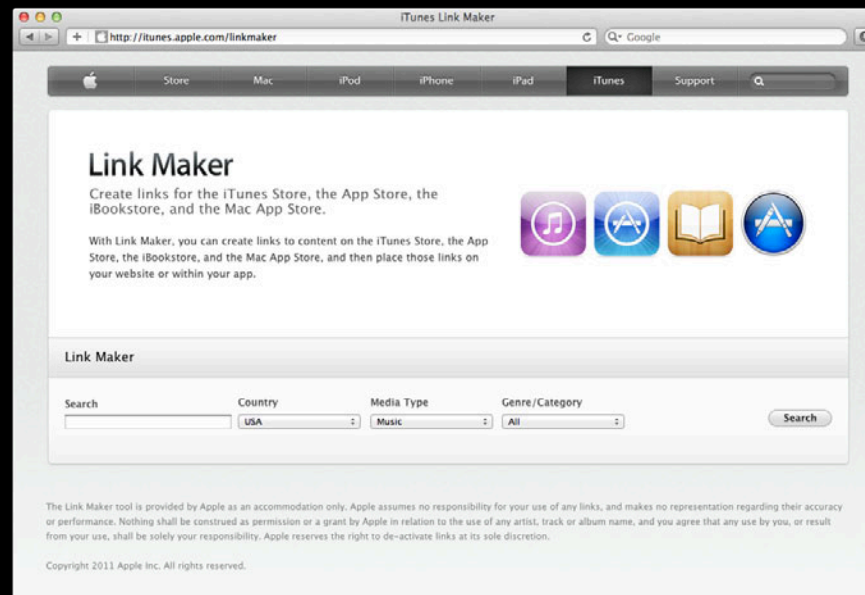 iTunes Link Maker
http://itunes.apple.com/linkmaker
Google
Store Mac iPod iPhone iPad iTunes Support
Link Maker
Create links for the iTunes Store, the App Store, the
iBookstore, and the Mac App Store.
With Link Maker, you can create links to content on the iTunes Store, the App
Store, the iBookstore, and the Mac App Store, and then place those links on
your website or within your app.
Link Maker
Search Country Media Type Genre/Category
USA Music All Search
The Link Maker tool is provided by Apple as an accommodation only. Apple assumes no responsibility for your use of any links, and makes no representation regarding their accuracy
or performance. Nothing shall be construed as permission or a grant by Apple in relation to the use of any artist, track or album name, and you agree that any use by you, or result
from your use, shall be solely your responsibility. Apple reserves the right to de-activate links at its sole discretion.
Copyright 2011 Apple Inc. All rights reserved.